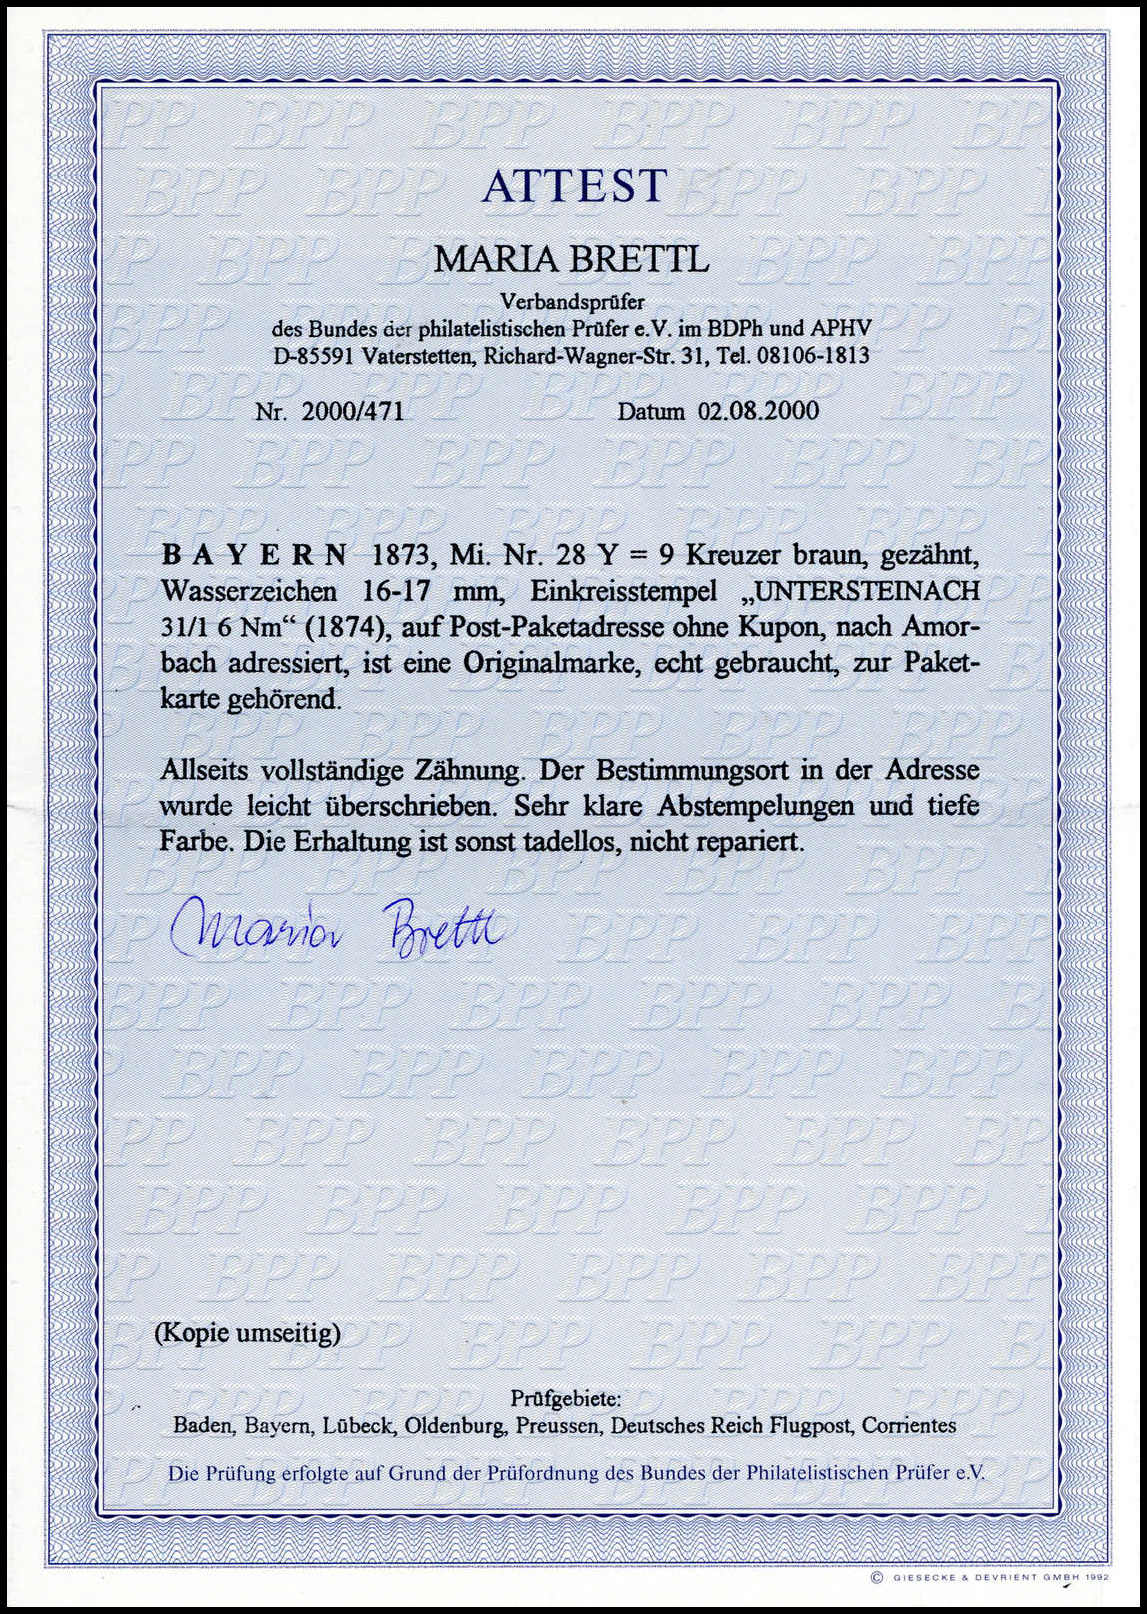 ATTEST
MARIA BRETTL
Verbandsprüfer
des Bundes der philatelistischen Prüfer e.V. im BDPh und APHV
D-85591 Vaterstetten, Richard-Wagner-Str. 31, Tel. 08106-1813
Nr. 2000/471 Datum 02.08.2000
B A Y E R N 1873, Mi. Nr. 28 Y = 9 Kreuzer braun, gezähnt,
Wasserzeichen 16-17 mm, Einkreisstempel „UNTERSTEINACH
31/1 6 Nm“ (1874), auf Post-Paketadresse ohne Kupon, nach Amor-
bach adressiert, ist eine Originalmarke, echt gebraucht, zur Paket-
karte gehörend.
Allseits vollständige Zähnung. Der Bestimmungsort in der Adresse
wurde leicht überschrieben. Sehr klare Abstempelungen und tiefe
Farbe. Die Erhaltung ist sonst tadellos, nicht repariert.
Maria Brettl
(Kopie umseitig)
Prüfgebiete:
Baden, Bayern, Lübeck, Oldenburg, Preussen, Deutsches Reich Flugpost, Corrientes
Die Prüfung erfolgte auf Grund der Prüfordnung des Bundes der Philatelistischen Prüfer e.V.
© GIESECKE & DEVRIENT GMBH 1992